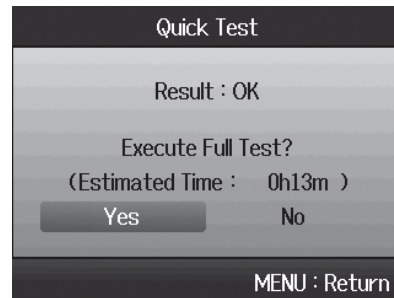 Quick Test
Result : OK
Execute Full Test?
(Estimated Time : 0h13m )
Yes No
MENU : Return